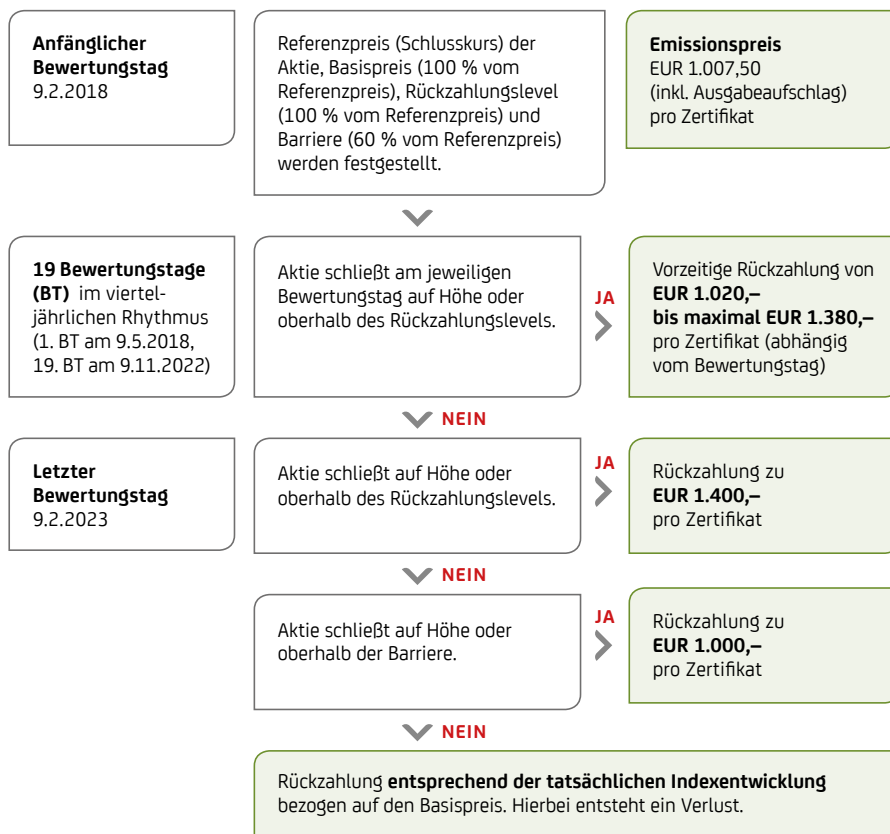 Anfänglicher
Bewertungstag
9.2.2018
Referenzpreis (Schlusskurs) der
Aktie, Basispreis (100 % vom
Referenzpreis), Rückzahlungslevel
(100 % vom Referenzpreis) und
Barriere (60 % vom Referenzpreis)
werden festgestellt.
Emissionspreis
EUR 1.007,50
(inkl. Ausgabeaufschlag)
pro Zertifikat
19 Bewertungstage
(BT) im viertel-
jährlichen Rhythmus
(1. BT am 9.5.2018,
19. BT am 9.11.2022)
Aktie schließt am jeweiligen
Bewertungstag auf Höhe oder
oberhalb des Rückzahlungslevels.
JA
Vorzeitige Rückzahlung von
EUR 1.020,–
bis maximal EUR 1.380,–
pro Zertifikat (abhängig
vom Bewertungstag)
NEIN
Letzter
Bewertungstag
9.2.2023
Aktie schließt auf Höhe oder
oberhalb des Rückzahlungslevels.
JA
Rückzahlung zu
EUR 1.400,–
pro Zertifikat
NEIN
Aktie schließt auf Höhe oder
oberhalb der Barriere.
JA
Rückzahlung zu
EUR 1.000,–
pro Zertifikat
NEIN
Rückzahlung entsprechend der tatsächlichen Indexentwicklung
bezogen auf den Basispreis. Hierbei entsteht ein Verlust.